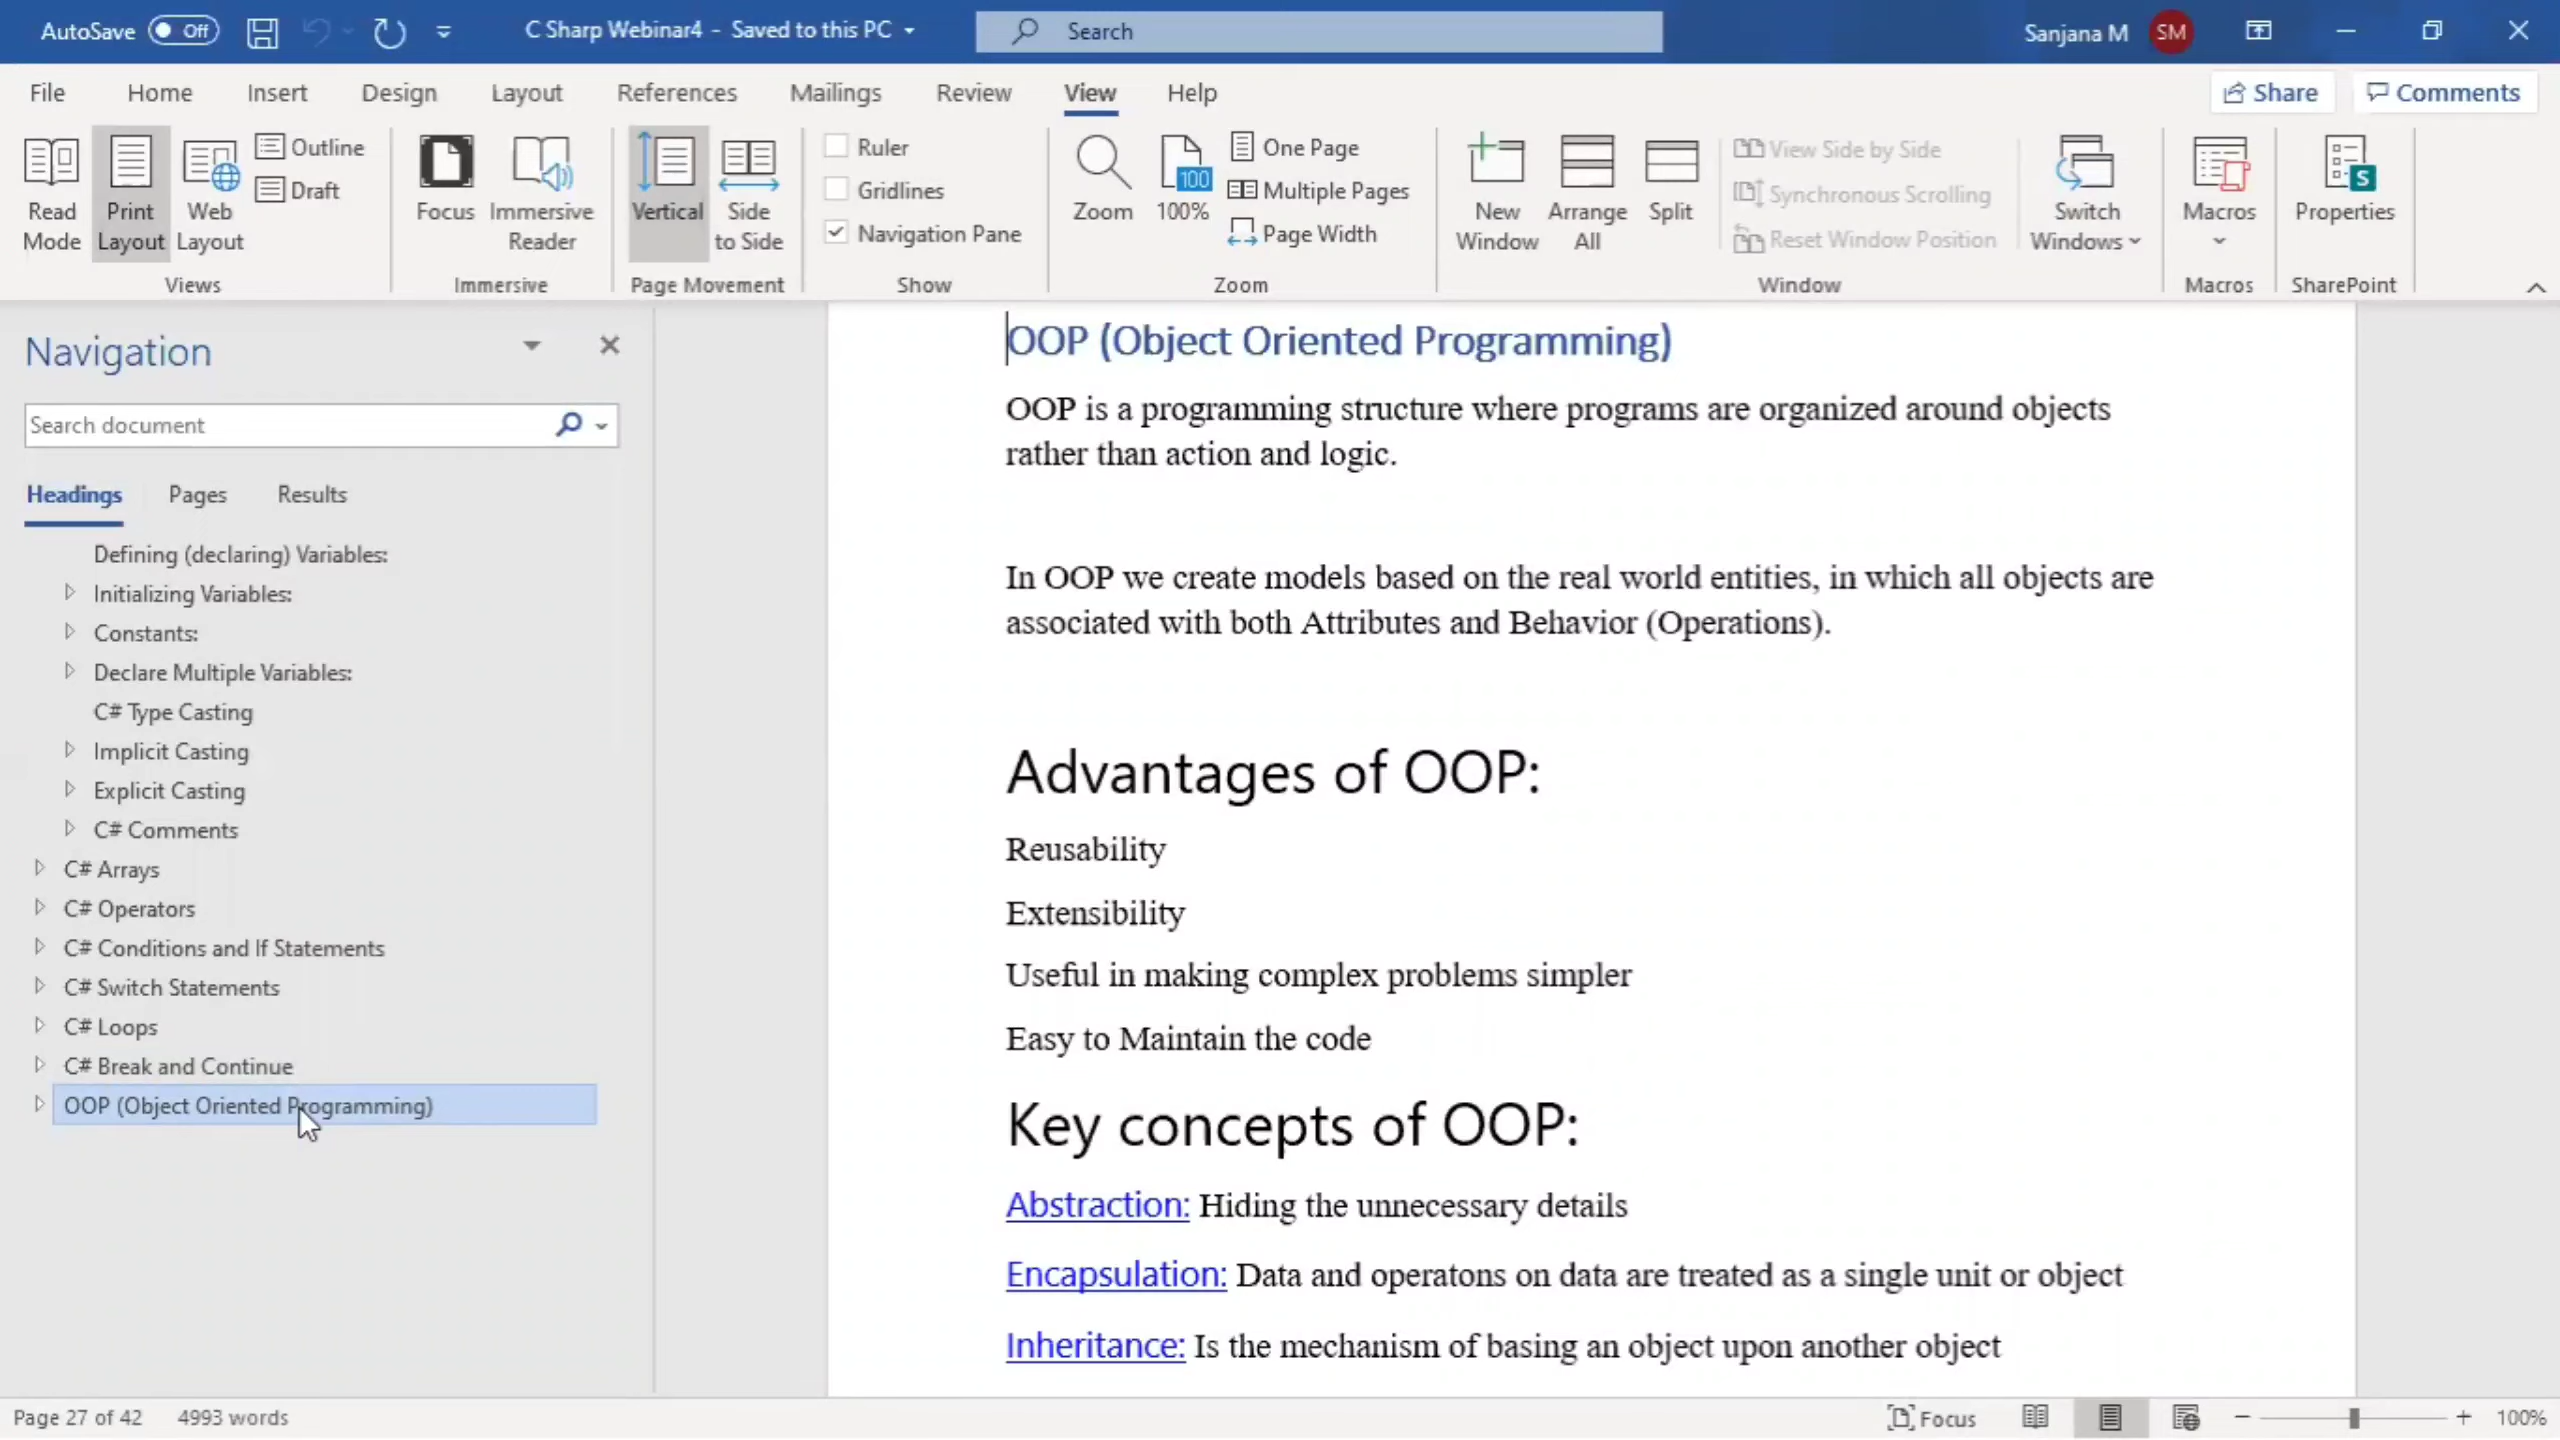 AutoSave Off C Sharp Webinar4 - Saved to this PC Search Sanjana M SM
File Home Insert Design Layout References Mailings Review View Help Share Comments
Read Mode
Print Layout
Web Layout
Outline
Draft
Views
Focus
Immersive Reader
Immersive
Vertical
Side to Side
Page Movement
Ruler
Gridlines
Navigation Pane
Show
Zoom
100
100%
One Page
Multiple Pages
Page Width
Zoom
New Window
Arrange All
Split
View Side by Side
Synchronous Scrolling
Reset Window Position
Window
Switch Windows
Macros
Macros
S
Properties
SharePoint
Navigation
Search document
Headings Pages Results
Defining (declaring) Variables:
Initializing Variables:
Constants:
Declare Multiple Variables:
C# Type Casting
Implicit Casting
Explicit Casting
C# Comments
C# Arrays
C# Operators
C# Conditions and If Statements
C# Switch Statements
C# Loops
C# Break and Continue
OOP (Object Oriented Programming)
OOP (Object Oriented Programming)
OOP is a programming structure where programs are organized around objects
rather than action and logic.
In OOP we create models based on the real world entities, in which all objects are
associated with both Attributes and Behavior (Operations).
Advantages of OOP:
Reusability
Extensibility
Useful in making complex problems simpler
Easy to Maintain the code
Key concepts of OOP:
Abstraction: Hiding the unnecessary details
Encapsulation: Data and operatons on data are treated as a single unit or object
Inheritance: Is the mechanism of basing an object upon another object
Page 27 of 42 4993 words Focus 100%